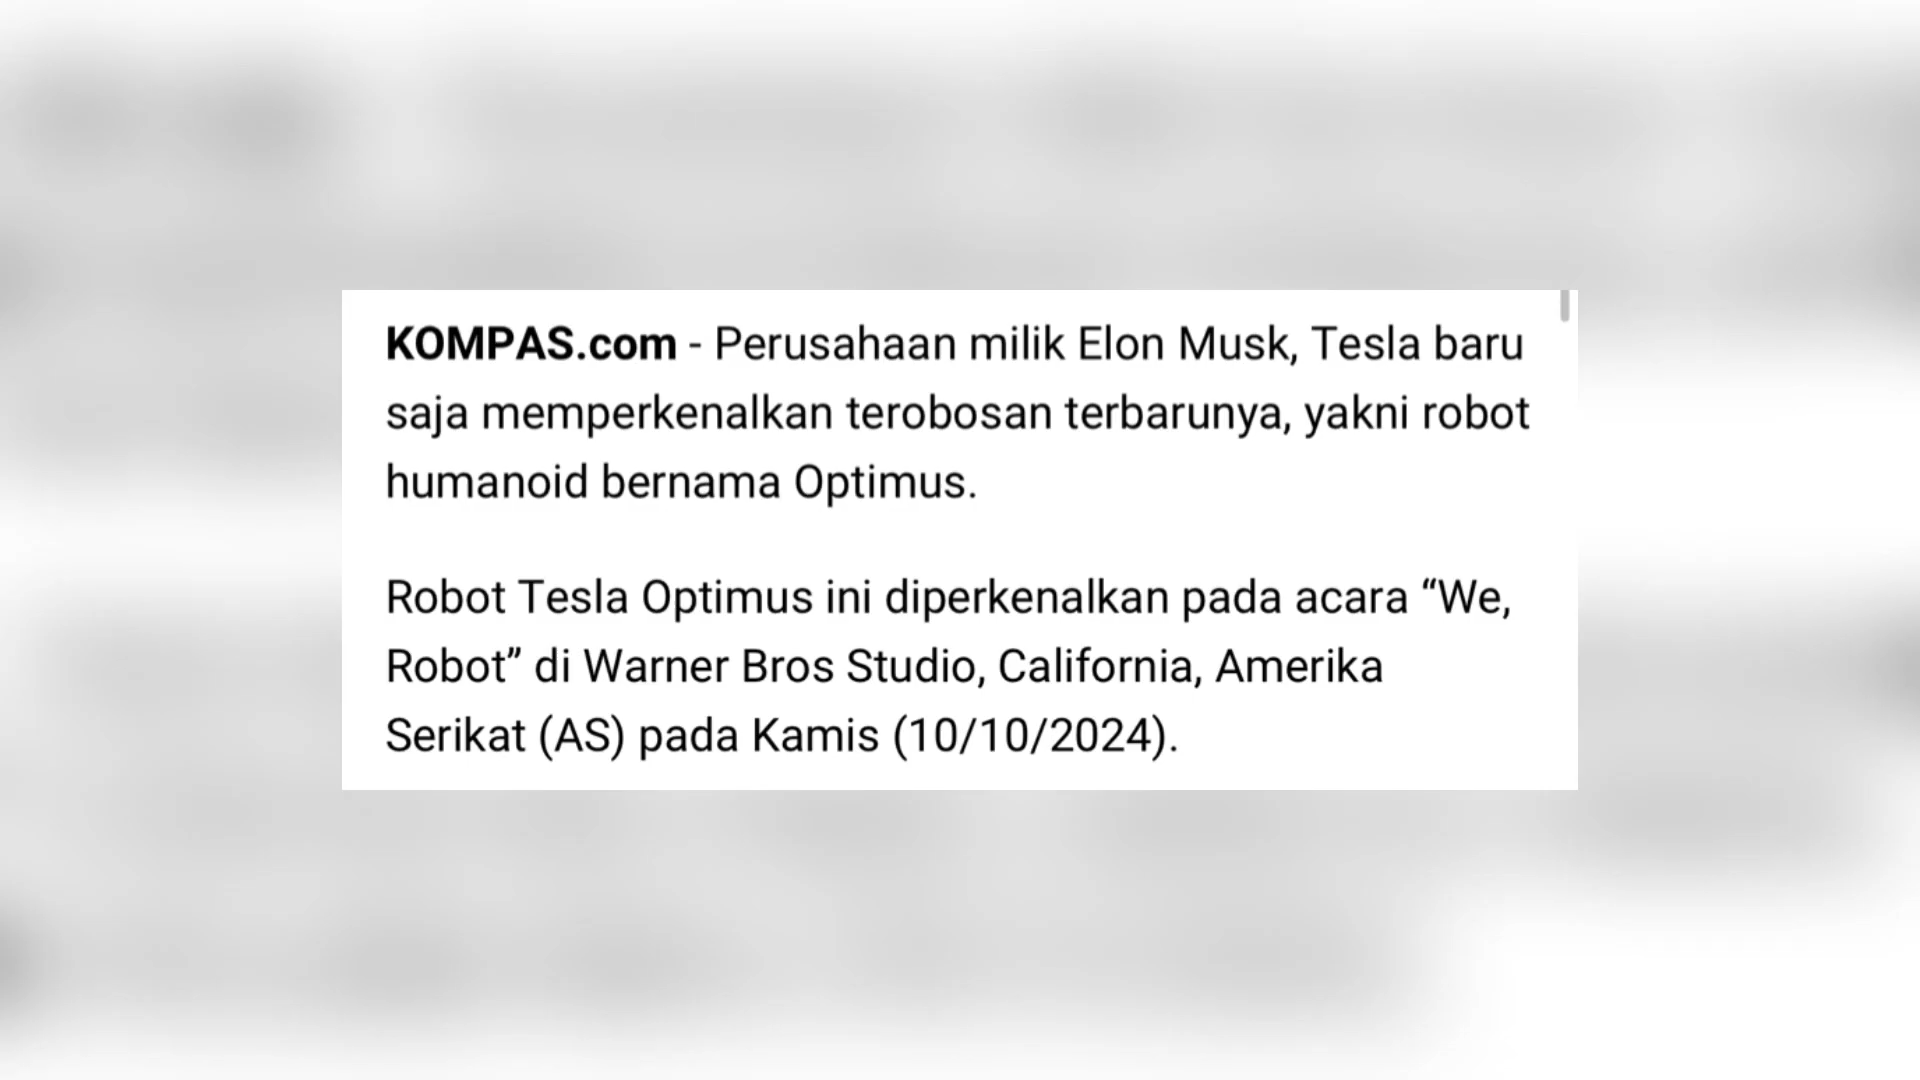 KOMPAS.com - Perusahaan milik Elon Musk, Tesla baru
saja memperkenalkan terobosan terbarunya, yakni robot
humanoid bernama Optimus.
Robot Tesla Optimus ini diperkenalkan pada acara “We,
Robot” di Warner Bros Studio, California, Amerika
Serikat (AS) pada Kamis (10/10/2024).